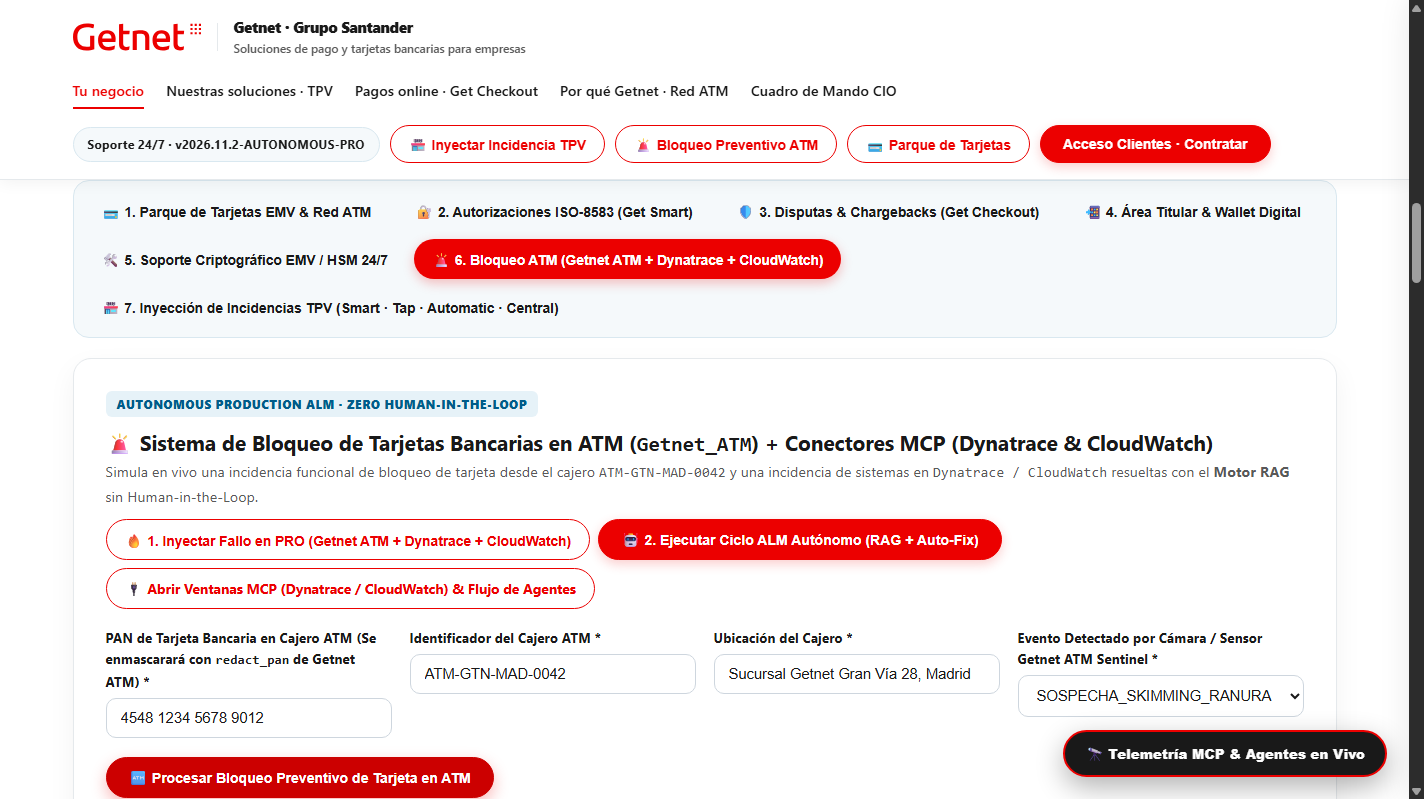 Getnet
Getnet · Grupo Santander
Soluciones de pago y tarjetas bancarias para empresas
Tu negocio
Nuestras soluciones · TPV
Pagos online · Get Checkout
Por qué Getnet · Red ATM
Cuadro de Mando CIO
Soporte 24/7 · v2026.11.2-AUTONOMOUS-PRO
Inyectar Incidencia TPV
Bloqueo Preventivo ATM
Parque de Tarjetas
Acceso Clientes · Contratar
1. Parque de Tarjetas EMV & Red ATM
2. Autorizaciones ISO-8583 (Get Smart)
3. Disputas & Chargebacks (Get Checkout)
4. Área Titular & Wallet Digital
5. Soporte Criptográfico EMV / HSM 24/7
6. Bloqueo ATM (Getnet ATM + Dynatrace + CloudWatch)
7. Inyección de Incidencias TPV (Smart · Tap · Automatic · Central)
AUTONOMOUS PRODUCTION ALM · ZERO HUMAN-IN-THE-LOOP
Sistema de Bloqueo de Tarjetas Bancarias en ATM (Getnet_ATM) + Conectores MCP (Dynatrace & CloudWatch)
Simula en vivo una incidencia funcional de bloqueo de tarjeta desde el cajero ATM-GTN-MAD-0042 y una incidencia de sistemas en Dynatrace / CloudWatch resueltas con el Motor RAG
sin Human-in-the-Loop.
1. Inyectar Fallo en PRO (Getnet ATM + Dynatrace + CloudWatch)
2. Ejecutar Ciclo ALM Autónomo (RAG + Auto-Fix)
Abrir Ventanas MCP (Dynatrace / CloudWatch) & Flujo de Agentes
PAN de Tarjeta Bancaria en Cajero ATM (Se
enmascarará con redact_pan de Getnet
ATM) *
4548 1234 5678 9012
Identificador del Cajero ATM *
ATM-GTN-MAD-0042
Ubicación del Cajero *
Sucursal Getnet Gran Vía 28, Madrid
Evento Detectado por Cámara / Sensor
Getnet ATM Sentinel *
SOSPECHA_SKIMMING_RANURA
Telemetría MCP & Agentes en Vivo
ATM Procesar Bloqueo Preventivo de Tarjeta en ATM